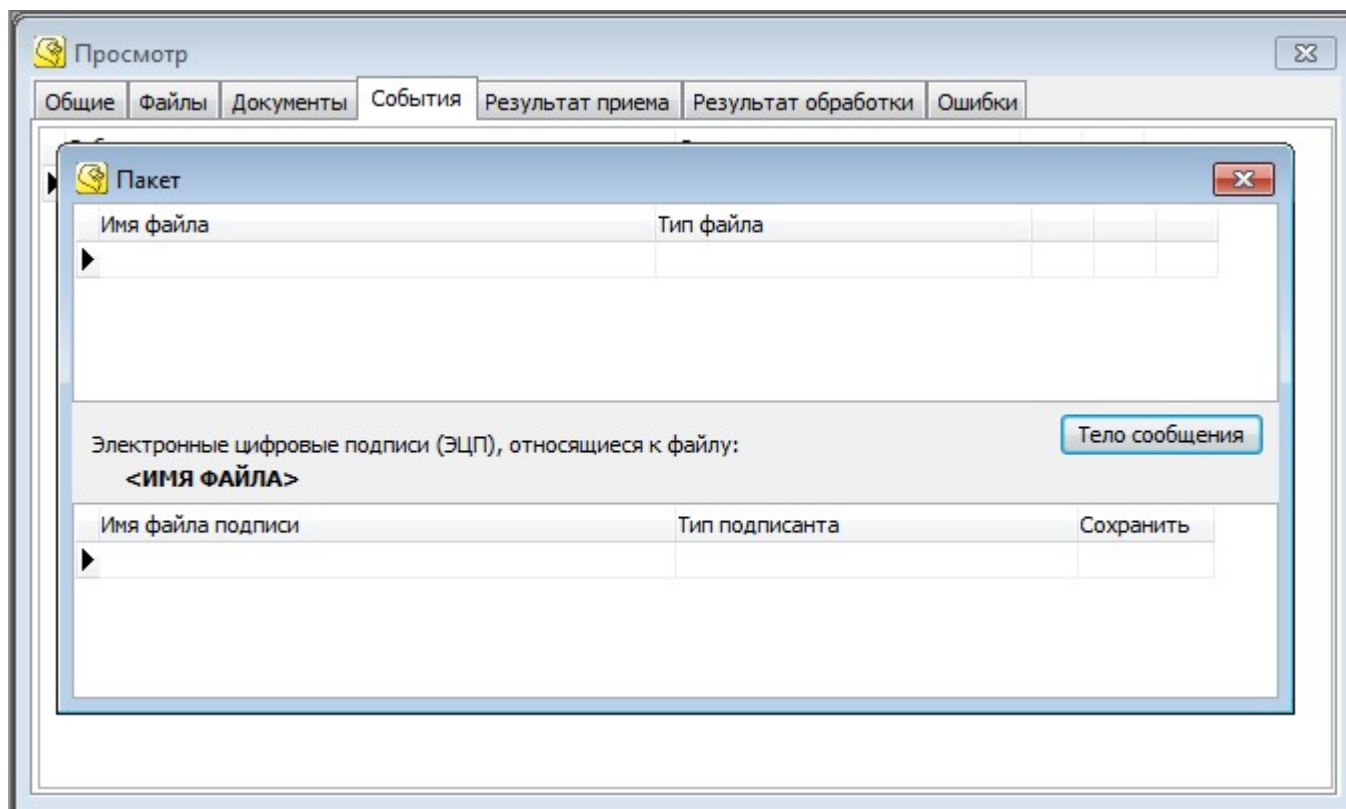 Просмотр
Общие Файлы Документы События Результат приема Результат обработки Ошибки
Пакет
Имя файла Тип файла
Тело сообщения
Электронные цифровые подписи (ЭЦП), относящиеся к файлу:
<ИМЯ ФАЙЛА>
Имя файла подписи Тип подписанта Сохранить